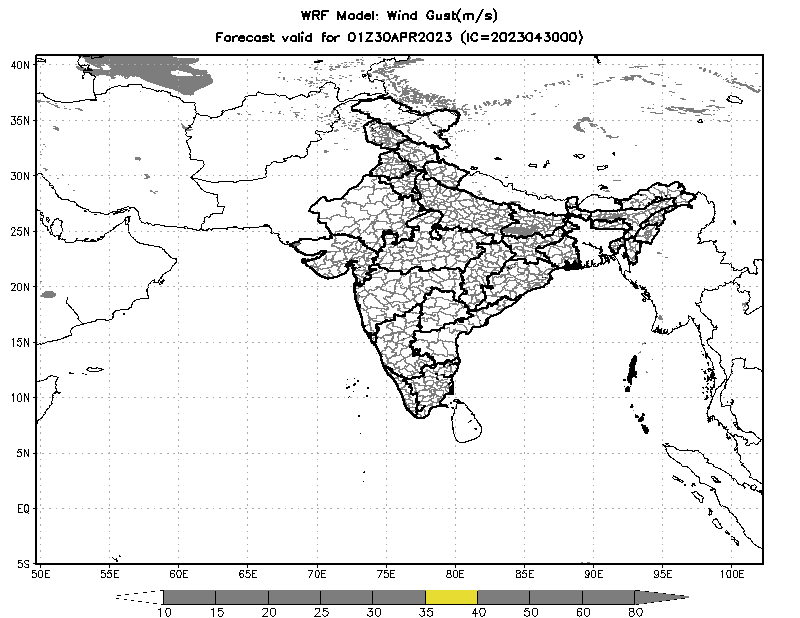 WRF Model: Wind Gust(m/s)
Forecast valid for 01Z30APR2023 (IC=2023043000)
40N
35N
30N
25N
20N
15N
10N
5N
EQ
5S
50E 55E 60E 65E 70E 75E 80E 85E 90E 95E 100E
10 15 20 25 30 35 40 50 60 80